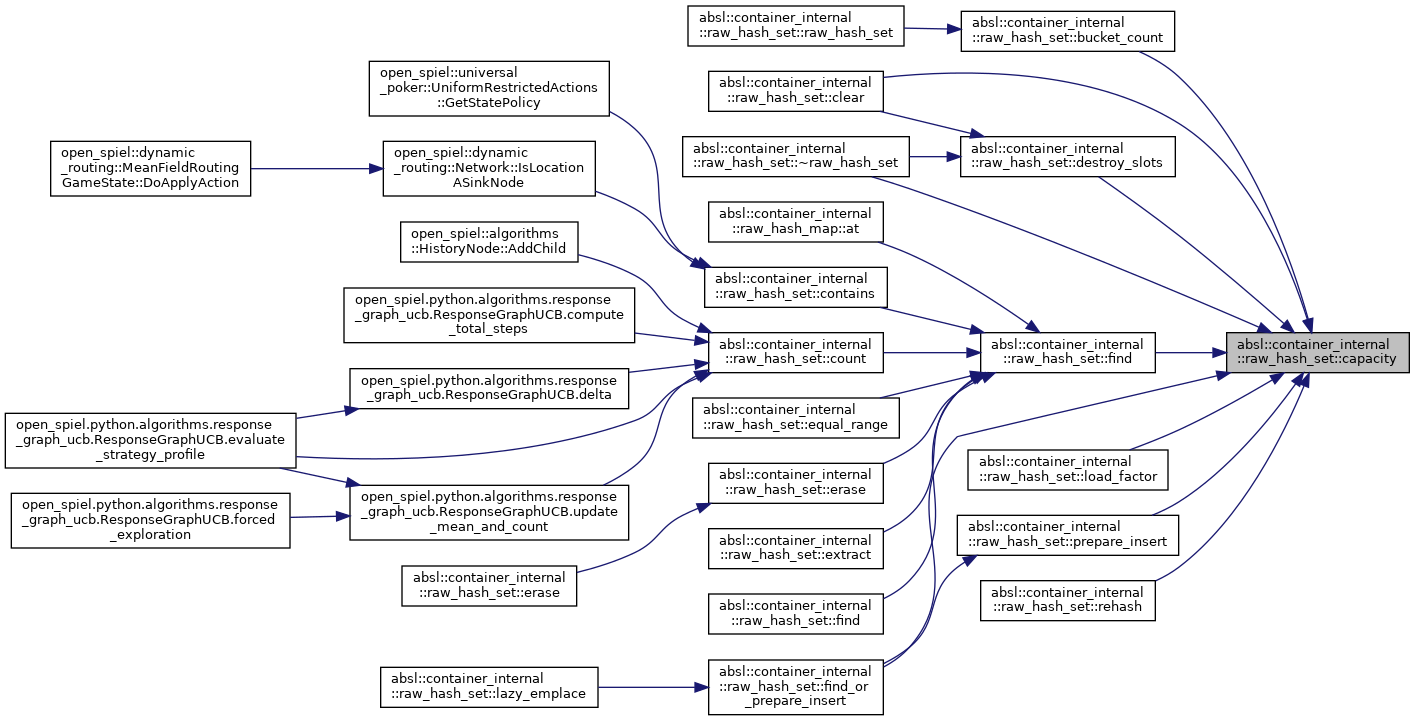 absl::container_internal
::raw_hash_set::raw_hash_set
absl::container_internal
::raw_hash_set::bucket_count
open_spiel::universal
_poker::UniformRestrictedActions
::GetStatePolicy
absl::container_internal
::raw_hash_set::clear
open_spiel::dynamic
_routing::MeanFieldRouting
GameState::DoApplyAction
open_spiel::dynamic
_routing::Network::IsLocation
ASinkNode
absl::container_internal
::raw_hash_set::~raw_hash_set
absl::container_internal
::raw_hash_set::destroy_slots
absl::container_internal
::raw_hash_map::at
open_spiel::algorithms
::HistoryNode::AddChild
absl::container_internal
::raw_hash_set::contains
open_spiel.python.algorithms.response
_graph_ucb.ResponseGraphUCB.compute
_total_steps
absl::container_internal
::raw_hash_set::count
absl::container_internal
::raw_hash_set::find
absl::container_internal
::raw_hash_set::capacity
open_spiel.python.algorithms.response
_graph_ucb.ResponseGraphUCB.delta
absl::container_internal
::raw_hash_set::equal_range
open_spiel.python.algorithms.response
_graph_ucb.ResponseGraphUCB.evaluate
_strategy_profile
absl::container_internal
::raw_hash_set::load_factor
absl::container_internal
::raw_hash_set::erase
open_spiel.python.algorithms.response
_graph_ucb.ResponseGraphUCB.forced
_exploration
open_spiel.python.algorithms.response
_graph_ucb.ResponseGraphUCB.update
_mean_and_count
absl::container_internal
::raw_hash_set::extract
absl::container_internal
::raw_hash_set::prepare_insert
absl::container_internal
::raw_hash_set::erase
absl::container_internal
::raw_hash_set::find
absl::container_internal
::raw_hash_set::rehash
absl::container_internal
::raw_hash_set::lazy_emplace
absl::container_internal
::raw_hash_set::find_or
_prepare_insert